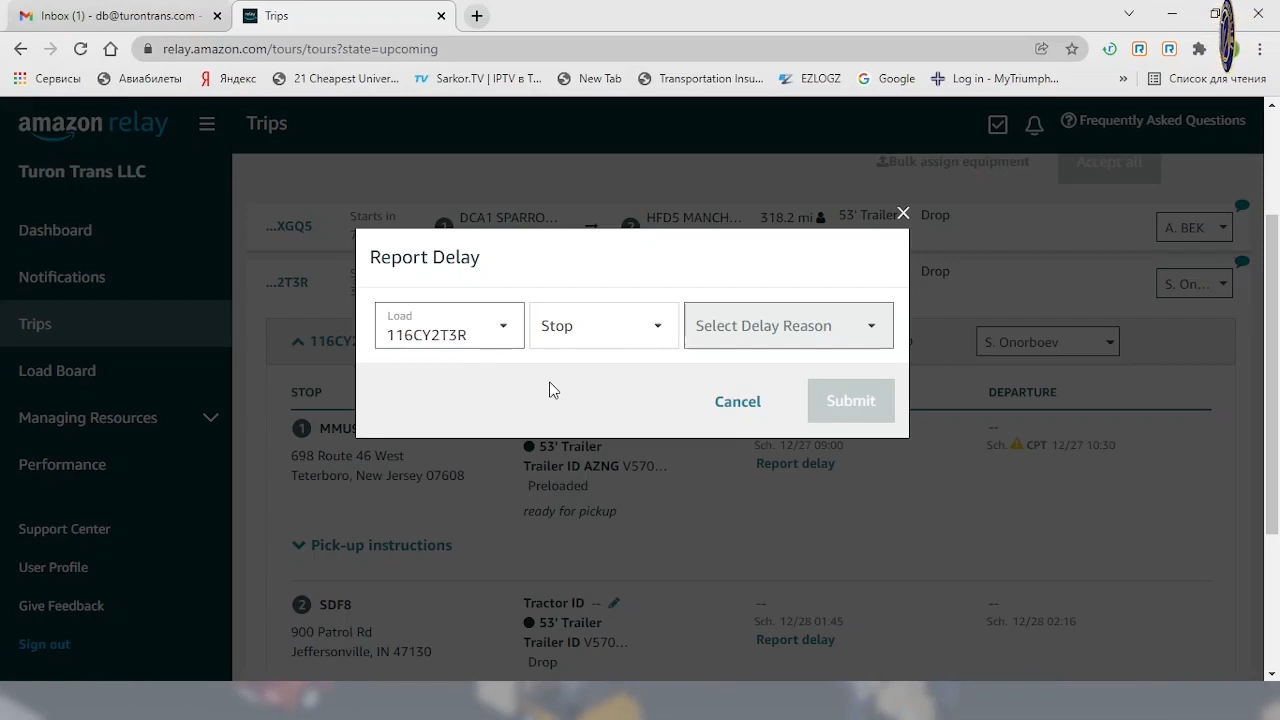 Inbox (1) - db@turontrans.com -
Trips
relay.amazon.com/tours/tours?state=upcoming
Сервисы
Авиабилеты
Яндекс
21 Cheapest Univer...
Sarkor.TV | IPTV в T...
New Tab
Transportation Insu...
EZLOGZ
Google
Log in - MyTriumph...
»
Список для чтения
amazon relay
Trips
Frequently Asked Questions
Turon Trans LLC
Bulk assign equipment
Accept all
Dashboard
Notifications
Trips
Load Board
Managing Resources
Performance
Support Center
User Profile
Give Feedback
Sign out
...XGQ5
Starts in
1 DCA1 SPARRO...
2 HFD5 MANCH...
318.2 mi
53' Trailer
Drop
A. BEK
...2T3R
Drop
S. On...
Report Delay
Load
116CY2T3R
Stop
Select Delay Reason
Cancel
Submit
116CY2
S. Onorboev
STOP
DEPARTURE
1
698 Route 46 West
Teterboro, New Jersey 07608
53' Trailer
Trailer ID AZNG V570...
Preloaded
ready for pickup
Sch. 12/27 09:00
Report delay
--
Sch. CPT 12/27 10:30
Pick-up instructions
2 SDF8
900 Patrol Rd
Jeffersonville, IN 47130
Tractor ID --
53' Trailer
Trailer ID V570...
Drop
--
Sch. 12/28 01:45
Report delay
--
Sch. 12/28 02:16